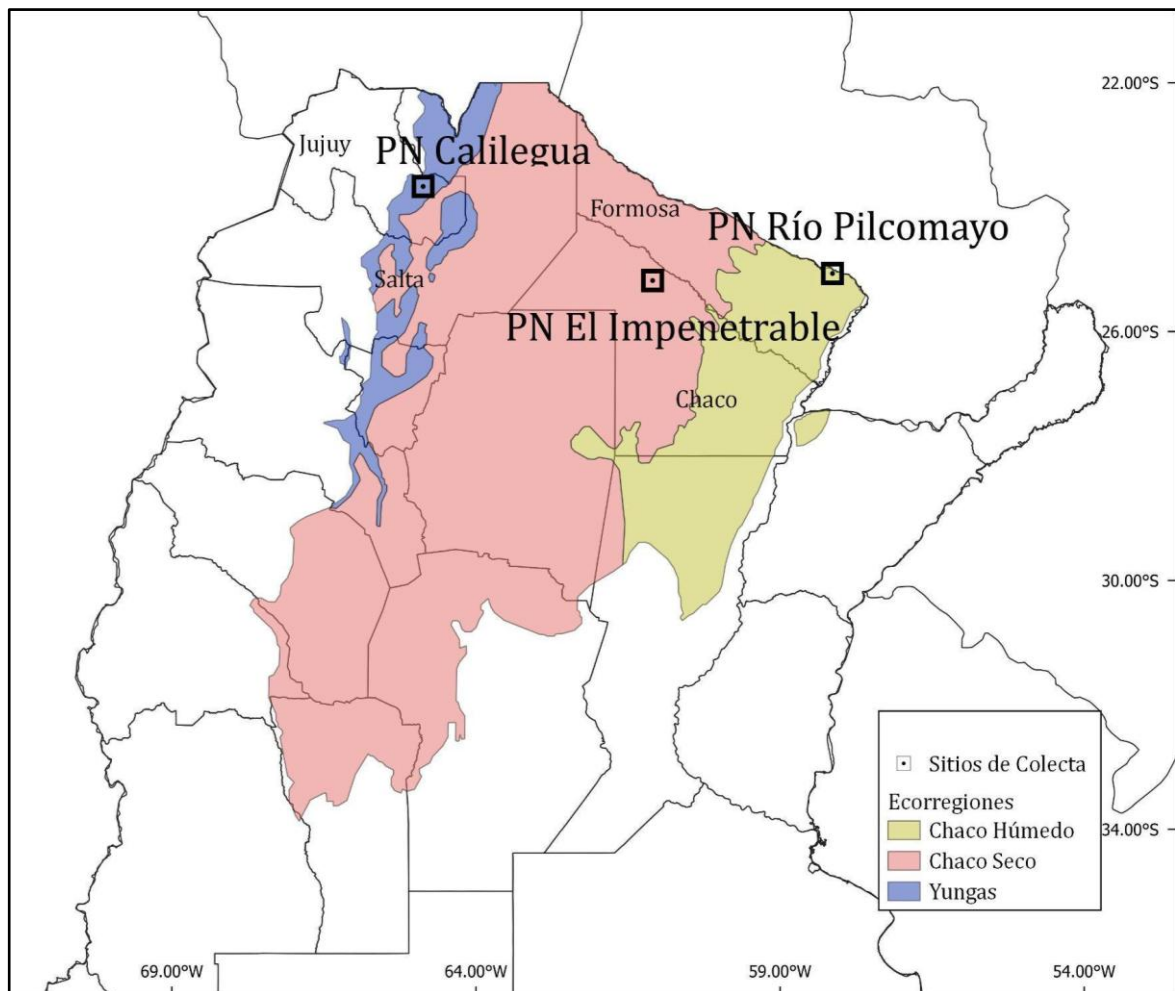 22.00°S
Jujuy
PN Calilegua
Formosa
PN Río Pilcomayo
Salta
PN El Impenetrable
26.00°S
Chaco
30.00°S
Sitios de Colecta
Ecorregiones
Chaco Húmedo
34.00°S
Chaco Seco
Yungas
69.00°W
64.00°W
59.00°W
54.00°W